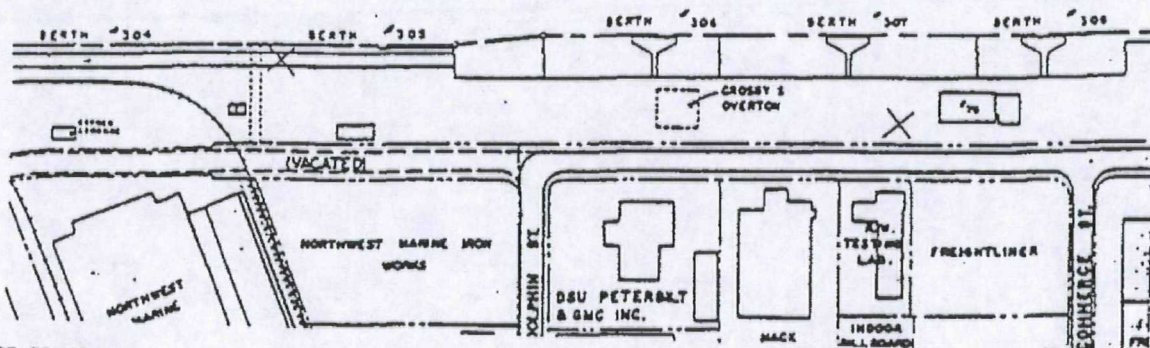 BERTH #304
BERTH #305
BERTH #306
BERTH #307
BERTH #308
CROSBY &
OVERTON
(VACATED)
NORTHWEST MARINE IRON
WORKS
NORTHWEST
MARINE
DOLPHIN ST.
DSU PETERBILT
& GMC INC.
MACK
N.W.
TESTING
LAB.
INDOOR
BILLBOARD
FREIGHTLINER
COMMERCE ST.